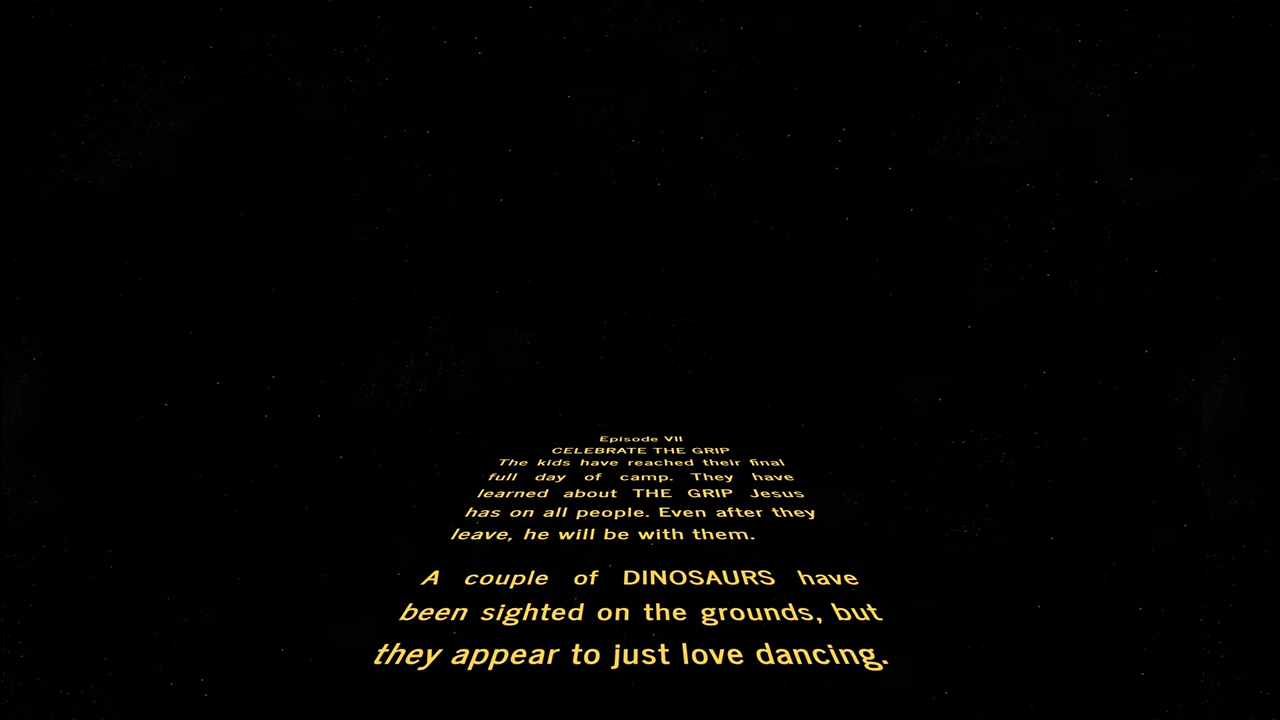 Episode VII
CELEBRATE THE GRIP
The kids have reached their final
full day of camp. They have
learned about THE GRIP Jesus
has on all people. Even after they
leave, he will be with them.
A couple of DINOSAURS have
been sighted on the grounds, but
they appear to just love dancing.